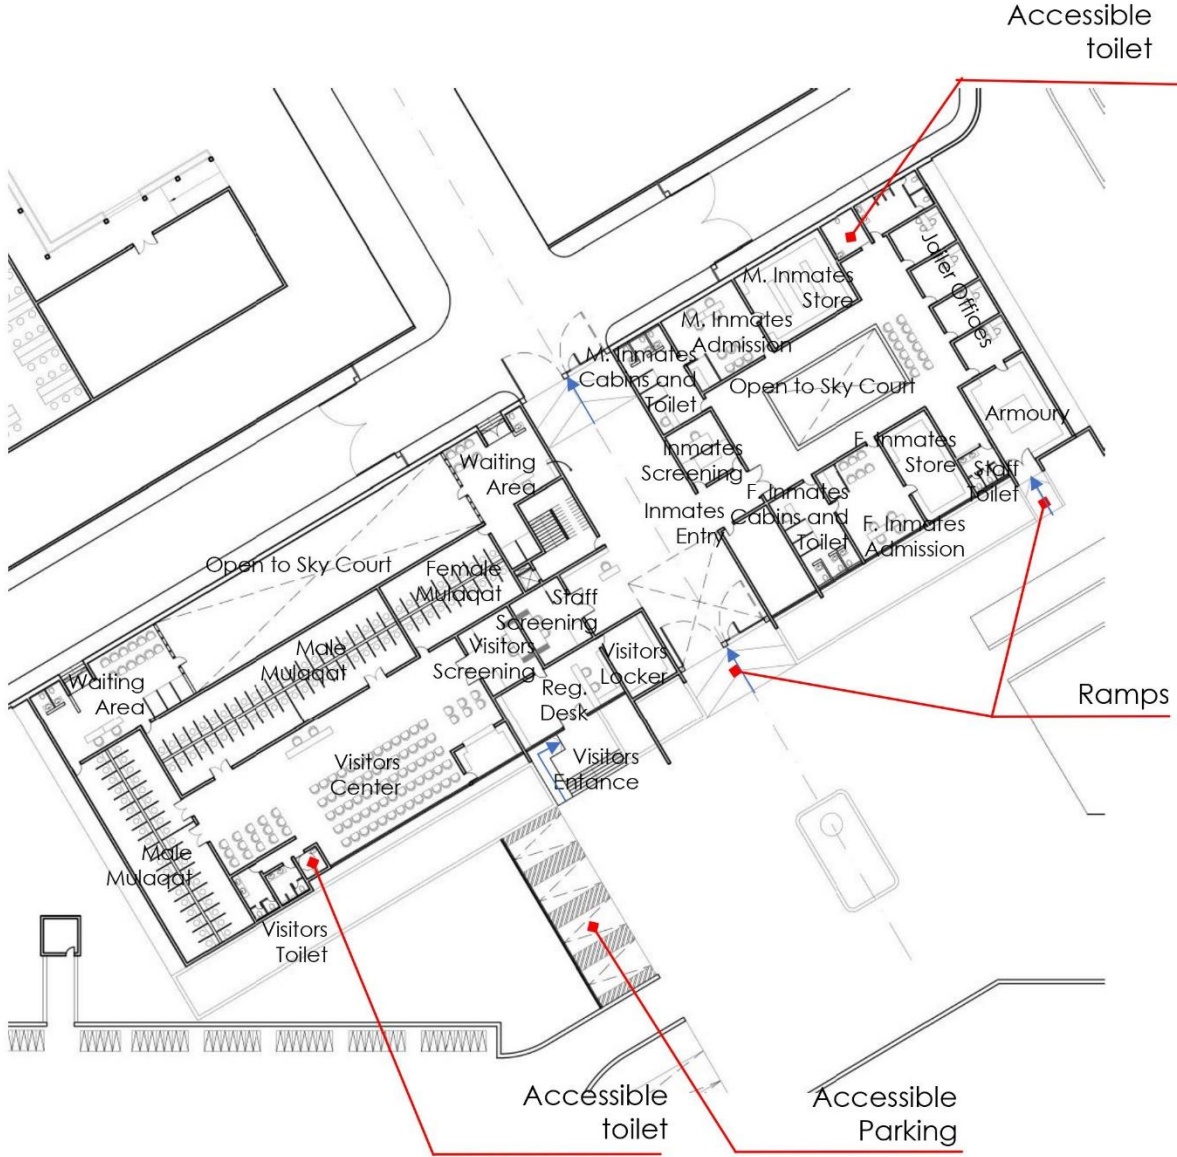 Accessible
toilet
Jailer Offices
M. Inmates
Store
M. Inmates
Admission
M. Inmates
Cabins and
Toilet
Open to Sky Court
Armoury
Inmates
Screening
F. Inmates
Store
Staff
Toilet
Waiting
Area
Inmates
Entry
F. Inmates
Cabins and
Toilet
F. Inmates
Admission
Open to Sky Court
Female
Mulaqat
Staff
Screening
Male
Mulaqat
Visitors
Screening
Visitors
Locker
Waiting
Area
Reg.
Desk
Ramps
Visitors
Center
Visitors
Entance
Male
Mulaqat
Visitors
Toilet
Accessible
toilet
Accessible
Parking